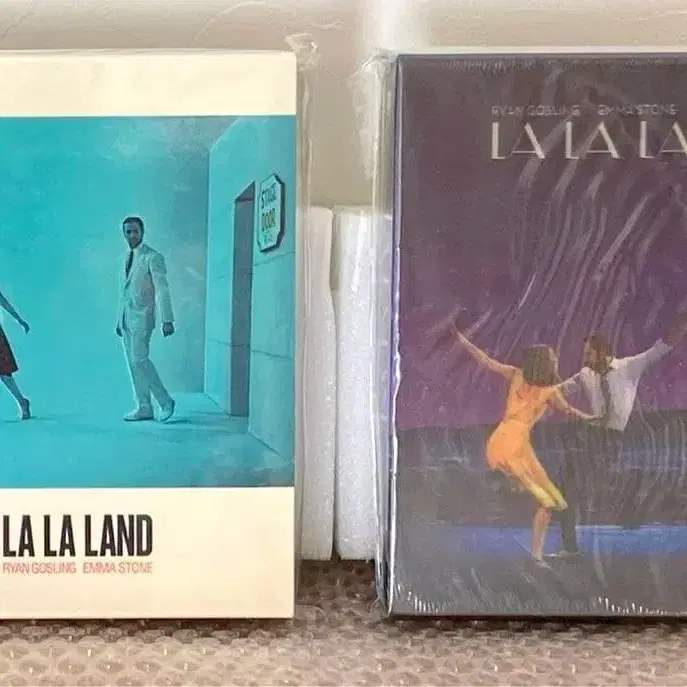 STAGE
DOOR
LA LA LAND
RYAN GOSLING EMMA STONE
RYAN GOSLING EMMA STONE
LA LA LA